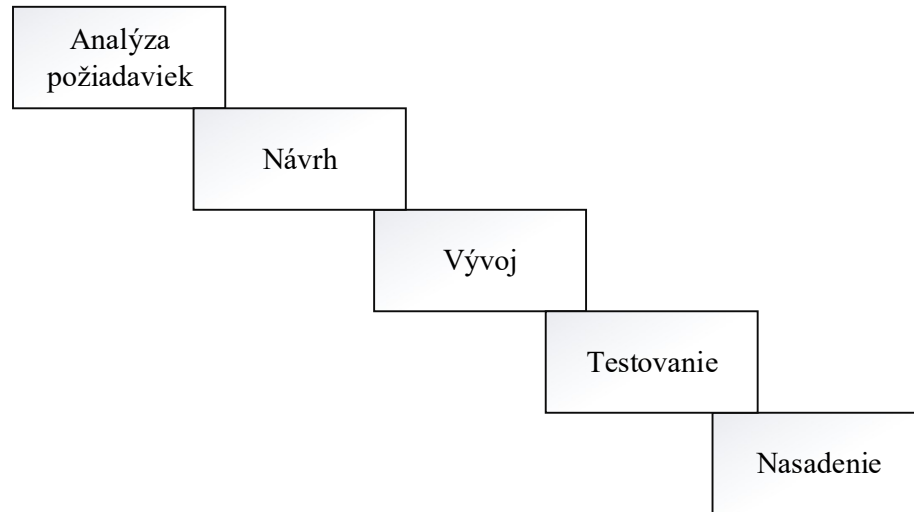 Analýza
požiadaviek
Návrh
Vývoj
Testovanie
Nasadenie